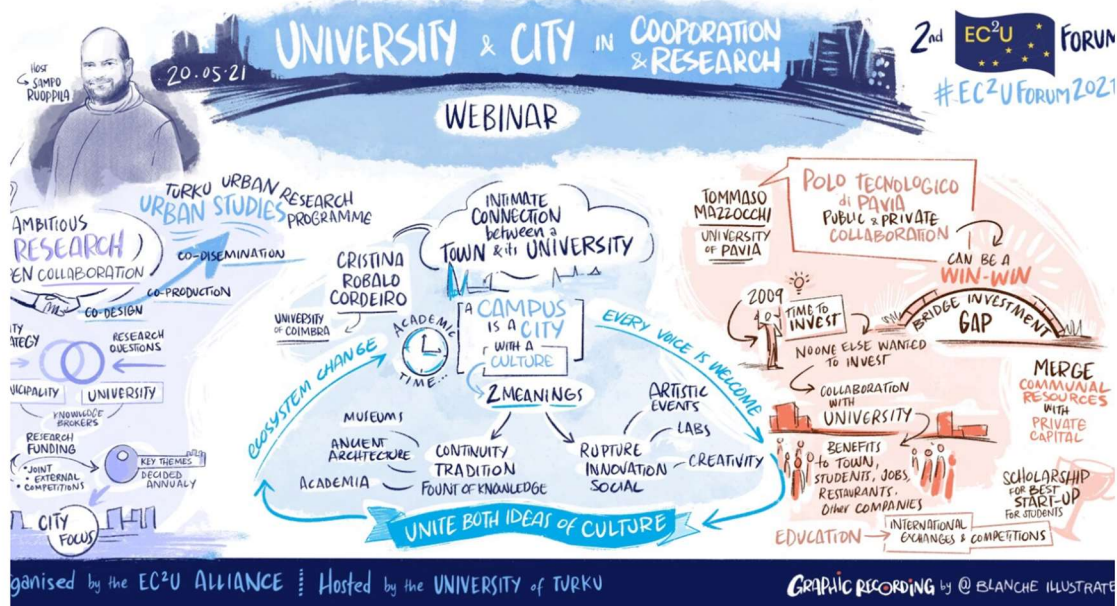 HOST
SAMPO
RUOPPILA
20.05.21
UNIVERSITY & CITY IN COOPERATION
& RESEARCH
WEBINAR
2nd EC²U FORUM
#EC²UFORUM2021
TURKU URBAN RESEARCH
PROGRAMME
URBAN STUDIES
AMBITIOUS
RESEARCH
COLLABORATION
CO-DISEMINATION
CO-PRODUCTION
CO-DESIGN
RESEARCH
QUESTIONS
UNIVERSITY
KNOWLEDGE
BROKERS
RESEARCH
FUNDING
• JOINT
• EXTERNAL
COMPETITIONS
KEY THEMES
DECIDED
ANNUALY
CITY
FOCUS
CRISTINA
ROBALO
CORDEIRO
UNIVERSITY
OF COIMBRA
INTIMATE
CONNECTION
between a
TOWN & its UNIVERSITY
ACADEMIC
TIME...
A CAMPUS
IS A CITY
WITH A
CULTURE
ECOSYSTEM CHANGE
EVERY VOICE IS WELCOME
2 MEANINGS
MUSEUMS
ANCIENT
ARCHITECTURE
ACADEMIA
CONTINUITY
TRADITION
FOUNT OF KNOWLEDGE
RUPTURE
INNOVATION
SOCIAL
ARTISTIC
EVENTS
LABS
CREATIVITY
UNITE BOTH IDEAS OF CULTURE
TOMMASO
MAZZOCCHI
UNIVERSITY
OF PAVIA
POLO TECNOLOGICO
di PAVIA
PUBLIC & PRIVATE
COLLABORATION
CAN BE A
WIN-WIN
2009
TIME TO
INVEST
BRIDGE INVESTMENT
GAP
NO ONE ELSE WANTED
TO INVEST
COLLABORATION
WITH
UNIVERSITY
BENEFITS
to TOWN,
STUDENTS, JOBS,
RESTAURANTS,
OTHER COMPANIES
MERGE
COMMUNAL
RESOURCES
WITH
PRIVATE
CAPITAL
SCHOLARSHIP
FOR BEST
START-UP
FOR STUDENTS
EDUCATION
INTERNATIONAL
EXCHANGES & COMPETITIONS
by the EC²U ALLIANCE
Hosted by the UNIVERSITY of TURKU
GRAPHIC RECORDING by @ BLANCHE ILLUSTRATE